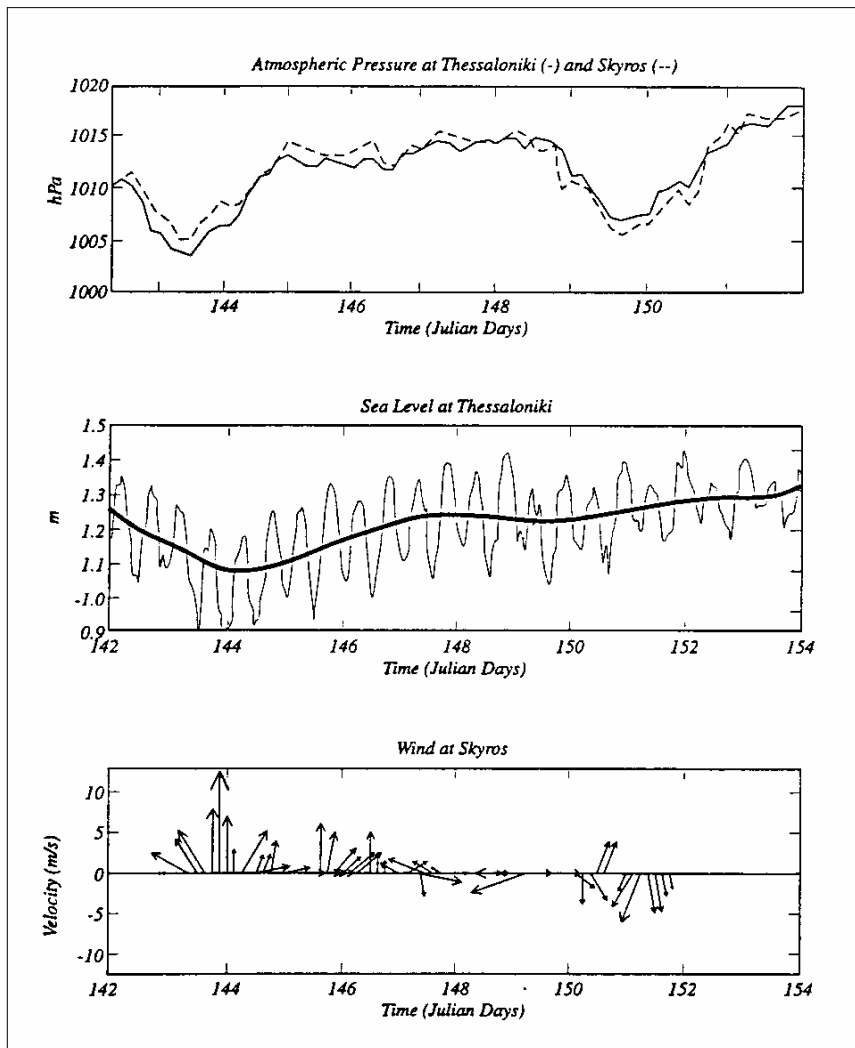 Atmospheric Pressure at Thessaloniki (-) and Skyros (--)
1020
1015
1010
1005
1000
hPa
144 146 148 150
Time (Julian Days)
Sea Level at Thessaloniki
1.5
1.4
1.3
1.2
1.1
-1.0
0.9
m
142 144 146 148 150 152 154
Time (Julian Days)
Wind at Skyros
10
5
0
-5
-10
Velocity (m/s)
142 144 146 148 150 152 154
Time (Julian Days)